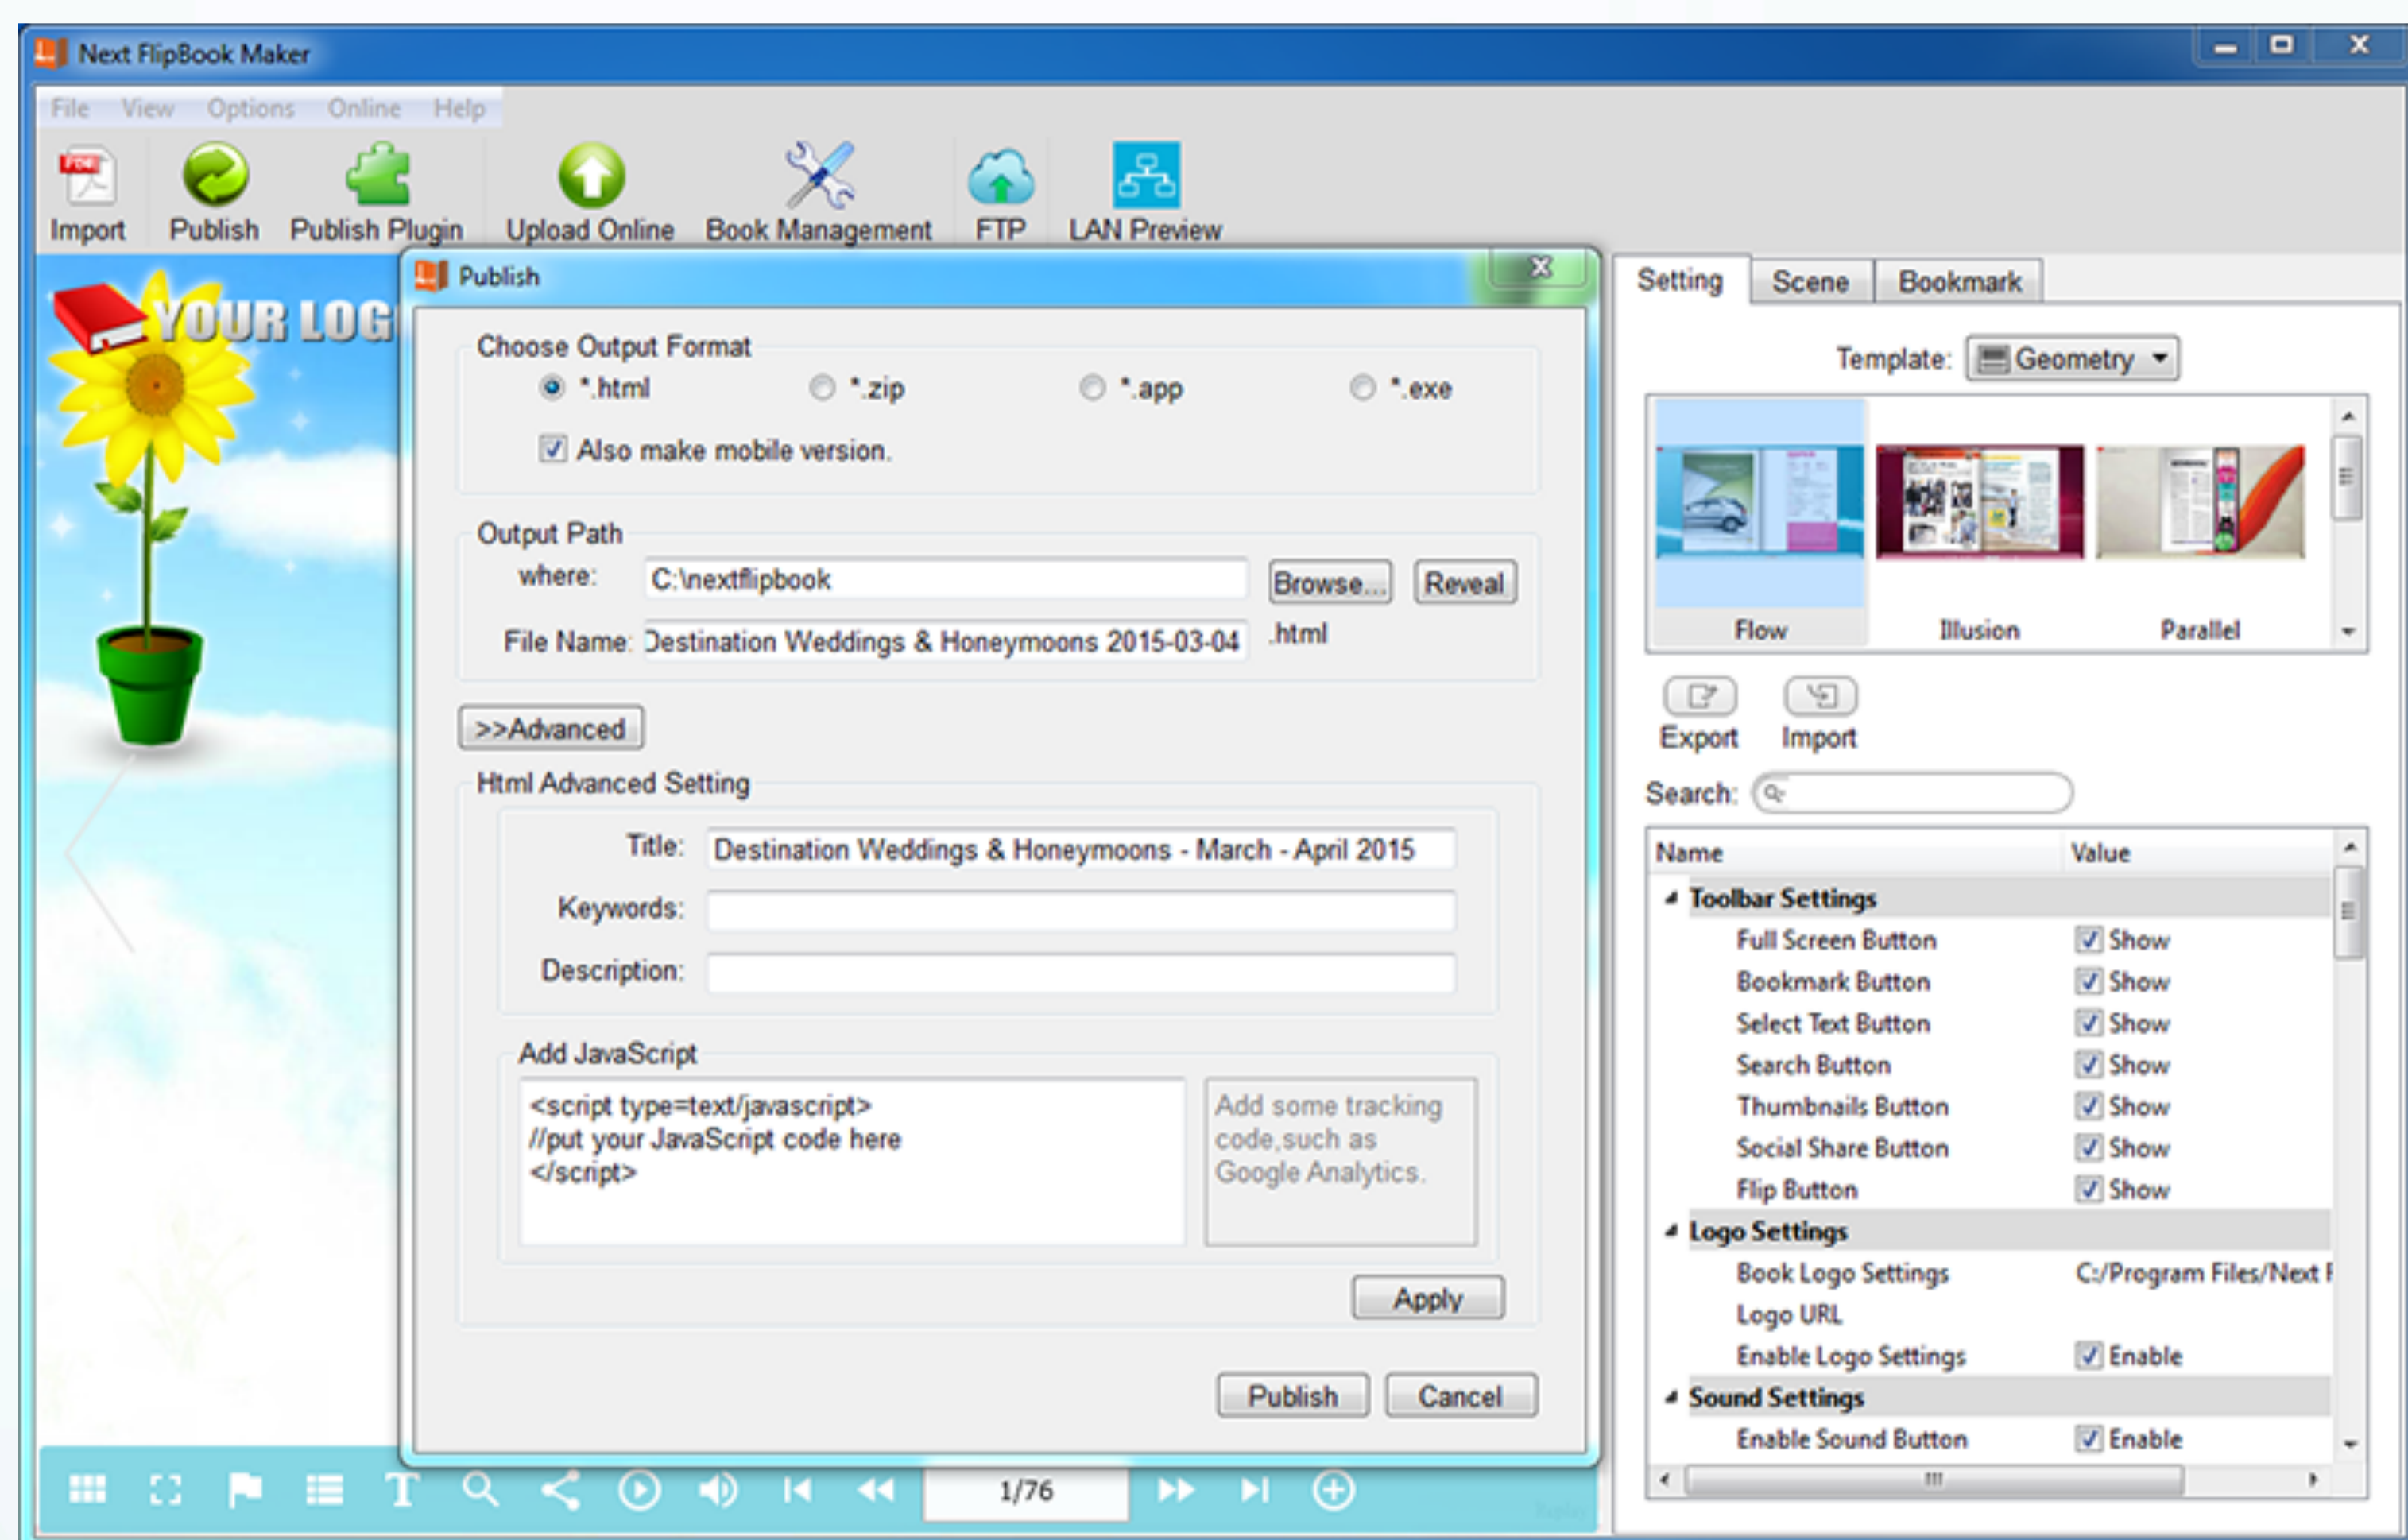 Next FlipBook Maker
File View Options Online Help
Import Publish Publish Plugin Upload Online Book Management FTP LAN Preview
YOUR LOG
Publish
Choose Output Format
*.html *.zip *.app *.exe
Also make mobile version.
Output Path
where: C:\nextflipbook Browse... Reveal
File Name: Destination Weddings & Honeymoons 2015-03-04 .html
>>Advanced
Html Advanced Setting
Title: Destination Weddings & Honeymoons - March - April 2015
Keywords:
Description:
Add JavaScript
<script type=text/javascript>
//put your JavaScript code here
</script>
Add some tracking
code,such as
Google Analytics.
Apply
Publish Cancel
1/76
Setting Scene Bookmark
Template: Geometry
Flow Illusion Parallel
Export Import
Search:
Name Value
Toolbar Settings
Full Screen Button Show
Bookmark Button Show
Select Text Button Show
Search Button Show
Thumbnails Button Show
Social Share Button Show
Flip Button Show
Logo Settings
Book Logo Settings C:/Program Files/Next F
Logo URL
Enable Logo Settings Enable
Sound Settings
Enable Sound Button Enable